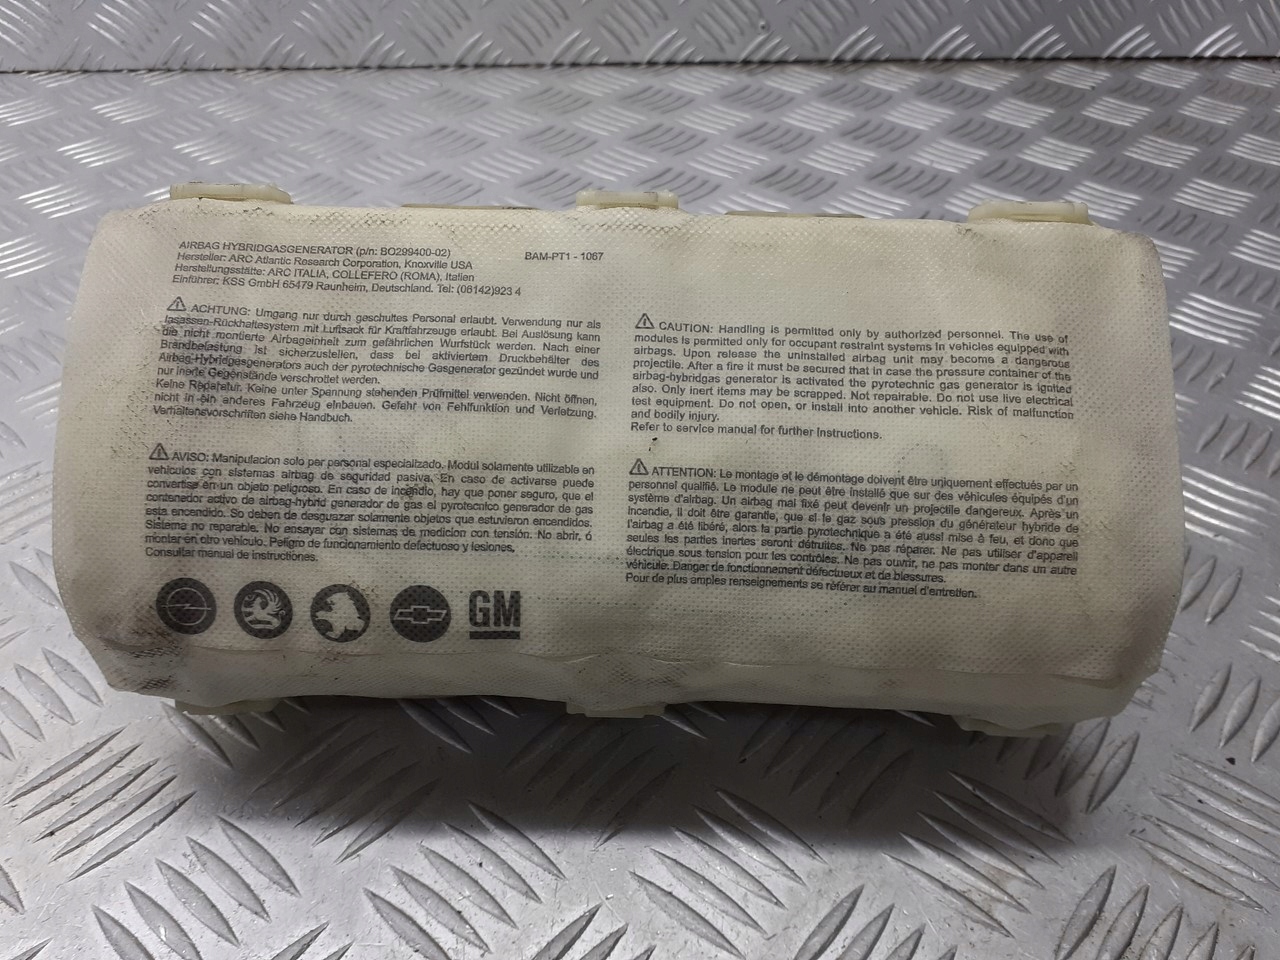 AIRBAG HYBRIDGASGENERATOR (p/n: BO299400-02)
Hersteller: ARC Atlantic Research Corporation, Knoxville USA
Herstellungsstätte: ARC ITALIA, COLLEFERO (ROMA), Italien
Einführer: KSS GmbH 65479 Raunheim, Deutschland. Tel: (06142)923 4
BAM-PT1 - 1067
ACHTUNG: Umgang nur durch geschultes Personal erlaubt. Verwendung nur als
Insassen-Rückhaltesystem mit Luftsack für Kraftfahrzeuge erlaubt. Bei Auslösung kann
die nicht montierte Airbageinheit zum gefährlichen Wurfstück werden. Nach einer
Brandbelastung ist sicherzustellen, dass bei aktiviertem Druckbehälter des
Airbag-Hybridgasgenerators auch der pyrotechnische Gasgenerator gezündet wurde und
nur inerte Gegenstände verschrottet werden.
Keine Reparatur. Keine unter Spannung stehenden Prüfmittel verwenden. Nicht öffnen,
nicht in ein anderes Fahrzeug einbauen. Gefahr von Fehlfunktion und Verletzung.
Verhaltensvorschriften siehe Handbuch.
CAUTION: Handling is permitted only by authorized personnel. The use of
modules is permitted only for occupant restraint systems in vehicles equipped with
airbags. Upon release the uninstalled airbag unit may become a dangerous
projectile. After a fire it must be secured that in case the pressure container of the
airbag-hybridgas generator is activated the pyrotechnic gas generator is ignited
also. Only inert items may be scrapped. Not repairable. Do not use live electrical
test equipment. Do not open, or install into another vehicle. Risk of malfunction
and bodily injury.
Refer to service manual for further instructions.
AVISO: Manipulacion solo per personal especializado. Modul solamente utilizable en
vehiculos con sistemas airbag de seguridad pasiva. En caso de activarse puede
convertirse en un objeto peligroso. En caso de incendio, hay que poner seguro, que el
contenedor activo de airbag-hybrid generador de gas el pyrotecnico generador de gas
esta encendido. So deben de desguazar solamente objetos que estuvieron encendidos.
Sistema no reparable. No ensayar con sistemas de medicion con tensión. No abrir, ó
montar en otro vehiculo. Peligro de funcionamiento defectuoso y lesiones,
Consultar manual de instrucciones.
ATTENTION: Le montage et le démontage doivent être uniquement effectués par un
personnel qualifié. Le module ne peut être installé que sur des véhicules équipés d'un
système d'airbag. Un airbag mal fixé peut devenir un projectile dangereux. Après un
incendie, il doit être garantie, que si le gaz sous pression du générateur hybride de
l'airbag a été libéré, alors la partie pyrotechnique a été aussi mise à feu, et donc que
seules les parties inertes seront détruites. Ne pas réparer. Ne pas utiliser d'appareil
électrique sous tension pour les contrôles. Ne pas ouvrir, ne pas monter dans un autre
véhicule. Danger de fonctionnement défectueux et de blessures.
Pour de plus amples renseignements se référer au manual d'entretien.
GM